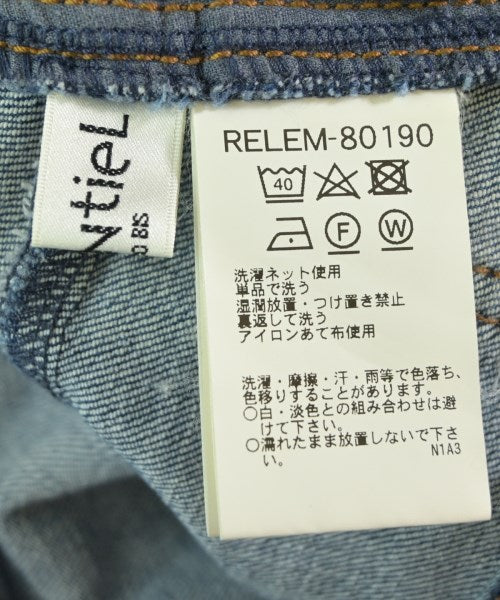 NtieL
O BIS
RELEM-80190
40
F
W
洗濯ネット使用
単品で洗う
湿潤放置・つけ置き禁止
裏返して洗う
アイロンあて布使用
洗濯・摩擦・汗・雨等で色落ち、
色移りすることがあります。
○白・淡色との組み合わせは避
けて下さい。
○濡れたまま放置しないで下さ
い。
N1A3